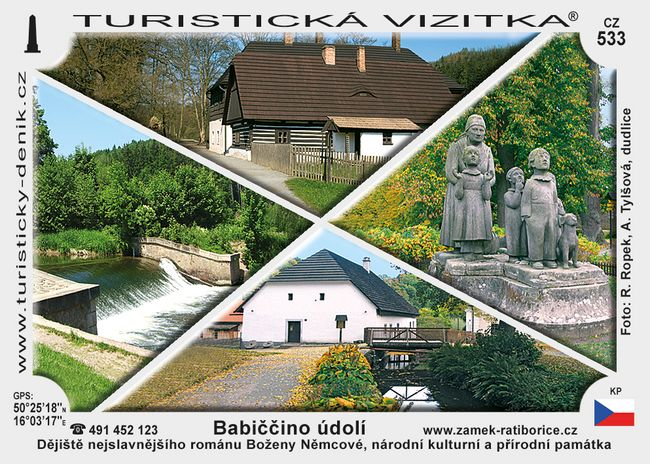 TURISTICKÁ VIZITKA®
CZ
533
www.turisticky-denik.cz
Foto: R. Ropek, A. Tylšová, dudlice
GPS:
50°25'18"N
16°03'17"E
KP
☎ 491 452 123
Babiččino údolí
www.zamek-ratiborice.cz
Dějiště nejslavnějšího románu Boženy Němcové, národní kulturní a přírodní památka